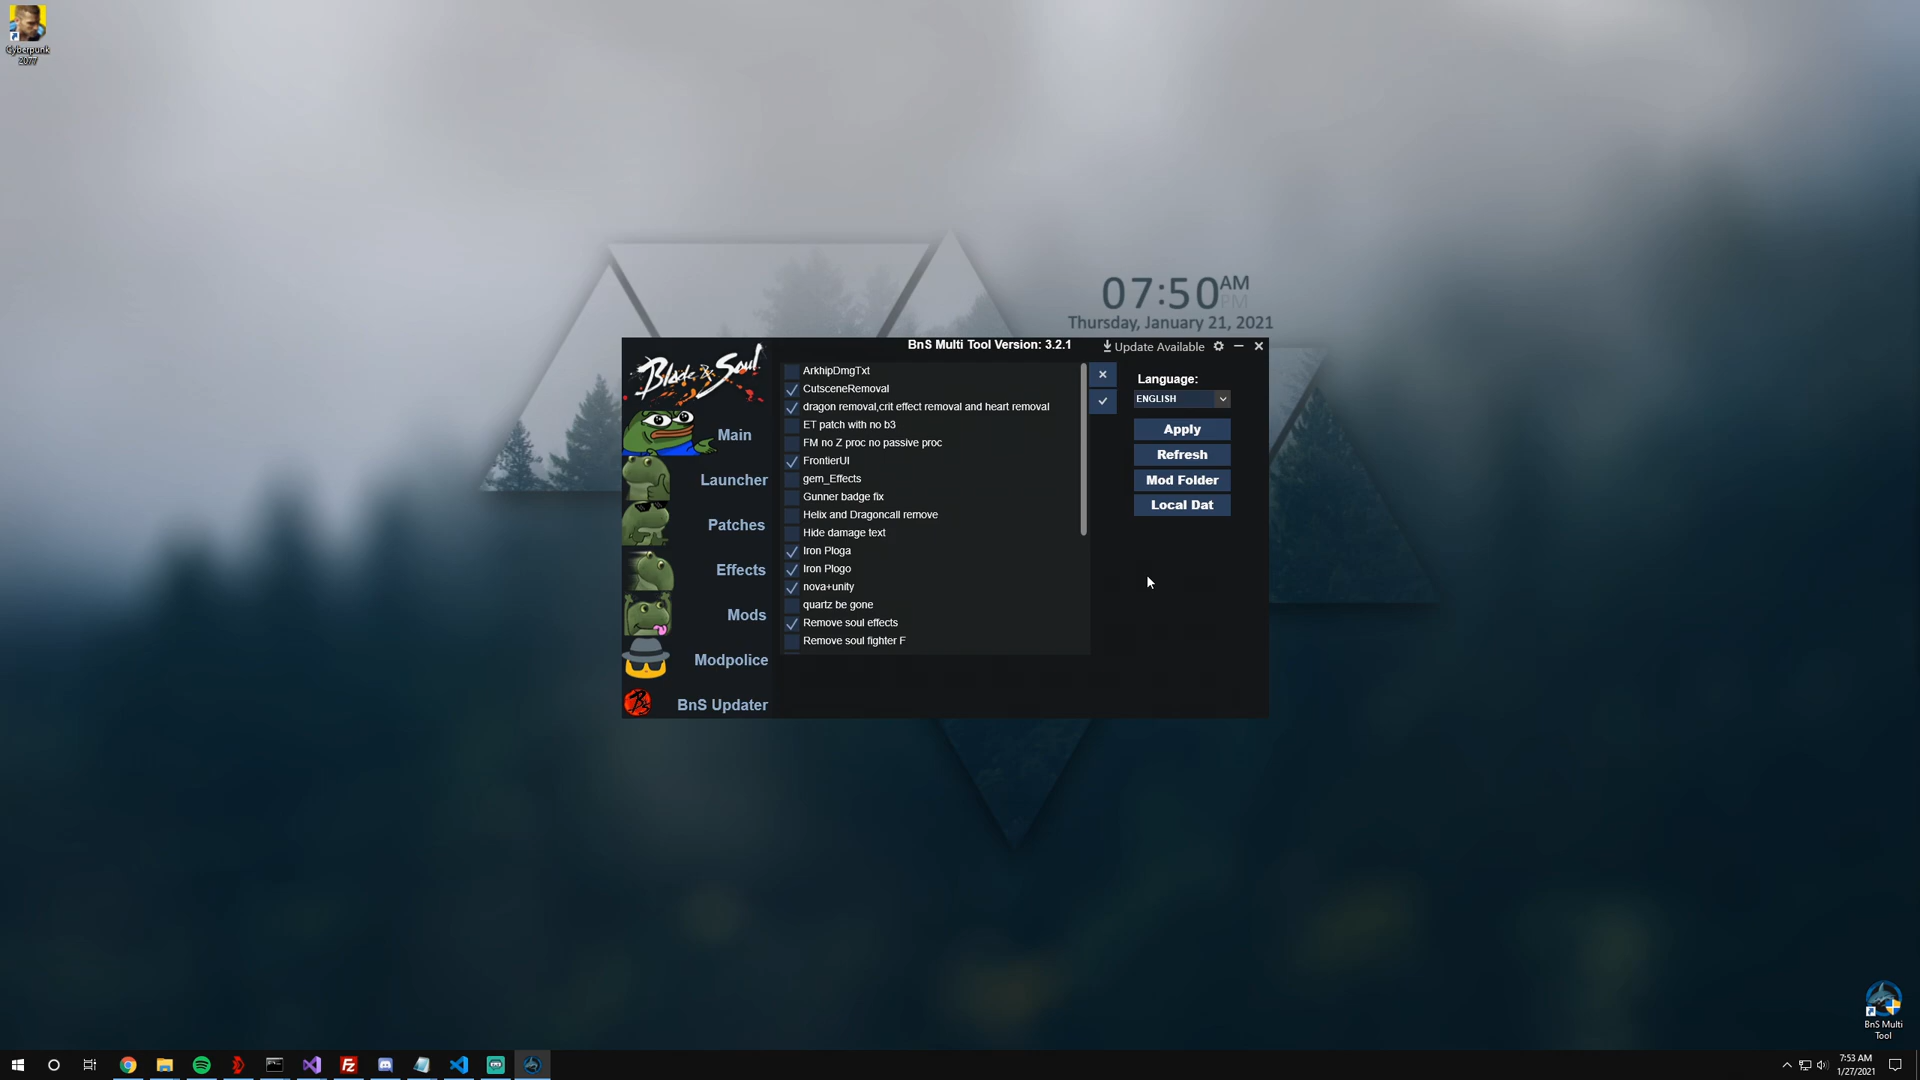 Cyberpunk
2077
07:50 AM
PM
Thursday, January 21, 2021
BnS Multi Tool Version: 3.2.1
Update Available
Blade & Soul
Main
Launcher
Patches
Effects
Mods
Modpolice
BnS Updater
ArkhipDmgTxt
CutsceneRemoval
dragon removal,crit effect removal and heart removal
ET patch with no b3
FM no Z proc no passive proc
FrontierUI
gem_Effects
Gunner badge fix
Helix and Dragoncall remove
Hide damage text
Iron Ploga
Iron Plogo
nova+unity
quartz be gone
Remove soul effects
Remove soul fighter F
Language:
ENGLISH
Apply
Refresh
Mod Folder
Local Dat
BnS Multi
Tool
Fz
7:53 AM
1/27/2021